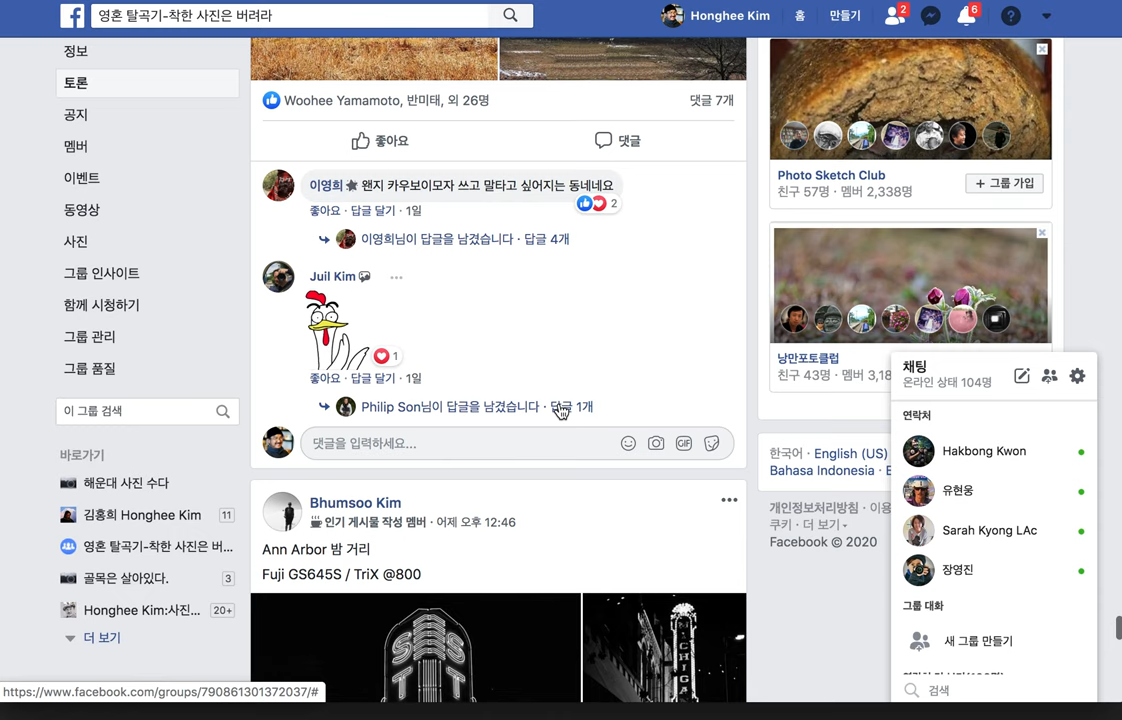 영혼 탈곡기-착한 사진은 버려라
Honghee Kim
홈
만들기
2
6
정보
토론
공지
멤버
이벤트
동영상
사진
그룹 인사이트
함께 시청하기
그룹 관리
그룹 품질
이 그룹 검색
바로가기
해운대 사진 수다
김홍희 Honghee Kim 11
영혼 탈곡기-착한 사진은 버...
골목은 살아있다. 3
Honghee Kim:사진... 20+
더 보기
https://www.facebook.com/groups/790861301372037/#
Woohee Yamamoto, 반미태, 외 26명
댓글 7개
좋아요
댓글
이영희 왠지 카우보이모자 쓰고 말타고 싶어지는 동네네요
2
좋아요 · 답글 달기 · 1일
이영희님이 답글을 남겼습니다 · 답글 4개
Juil Kim
1
좋아요 · 답글 달기 · 1일
Philip Son님이 답글을 남겼습니다 · 답글 1개
댓글을 입력하세요...
GIF
Bhumsoo Kim
인기 게시물 작성 멤버 · 어제 오후 12:46
Ann Arbor 밤 거리
Fuji GS645S / TriX @800
ST
T
CHIGA
Photo Sketch Club
친구 57명 · 멤버 2,338명
+ 그룹 가입
낭만포토클럽
친구 43명 · 멤버 3,18
한국어 · English (US)
Bahasa Indonesia ·
개인정보처리방침 · 이용
쿠키 · 더 보기
Facebook © 2020
채팅
온라인 상태 104명
연락처
Hakbong Kwon
유현웅
Sarah Kyong LAc
장영진
그룹 대화
새 그룹 만들기
검색